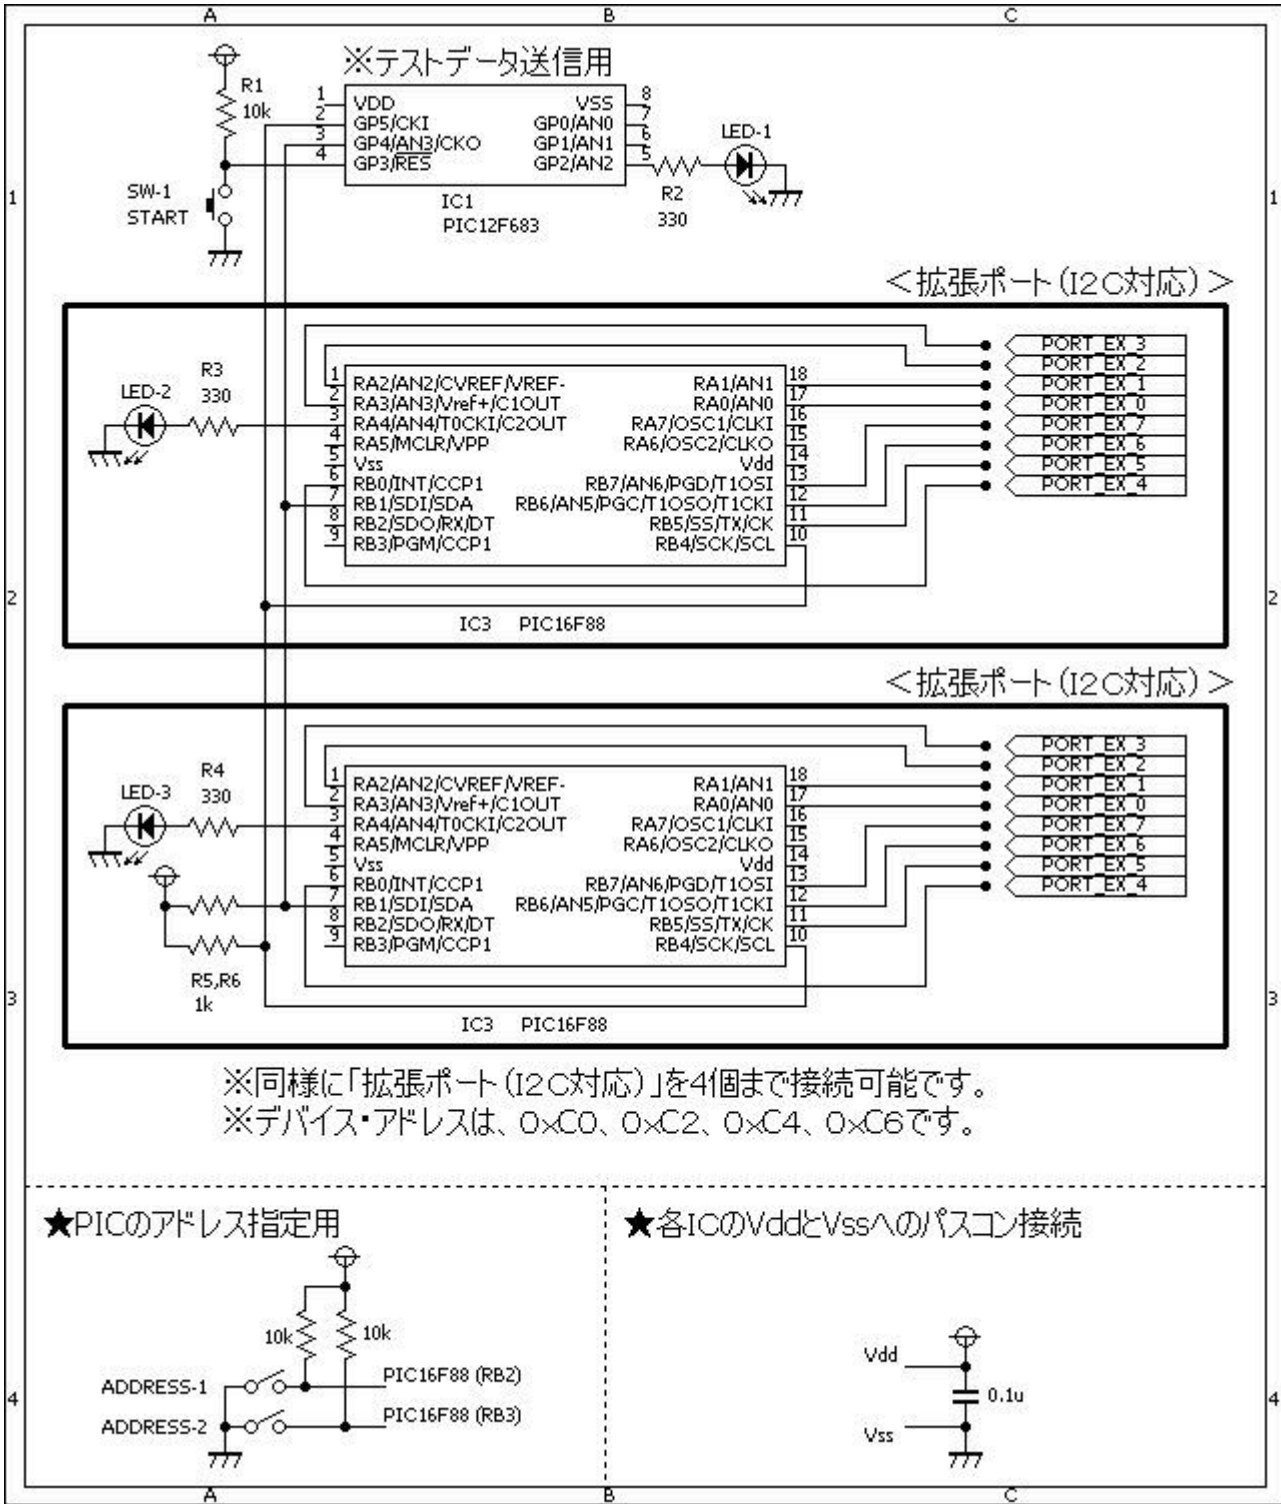 A B C
※テストデータ送信用
R1
10k
1 VDD VSS 8
2 GP5/CKI GP0/AN0 7
3 GP4/AN3/CKO GP1/AN1 6
4 GP3/RES GP2/AN2 5
LED-1
R2
330
SW-1
START
IC1
PIC12F683
1 1
<拡張ポート(I2C対応)>
R3
330
LED-2
1 RA2/AN2/CVREF/VREF- RA1/AN1 18
2 RA3/AN3/Vref+/C1OUT RA0/AN0 17
3 RA4/AN4/T0CKI/C2OUT RA7/OSC1/CLKI 16
4 RA5/MCLR/VPP RA6/OSC2/CLKO 15
5 Vss Vdd 14
6 RB0/INT/CCP1 RB7/AN6/PGD/T1OSI 13
7 RB1/SDI/SDA RB6/AN5/PGC/T1OSO/T1CKI 12
8 RB2/SDO/RX/DT RB5/SS/TX/CK 11
9 RB3/PGM/CCP1 RB4/SCK/SCL 10
PORT_EX_3
PORT_EX_2
PORT_EX_1
PORT_EX_0
PORT_EX_7
PORT_EX_6
PORT_EX_5
PORT_EX_4
2 2
IC3 PIC16F88
<拡張ポート(I2C対応)>
R4
330
LED-3
1 RA2/AN2/CVREF/VREF- RA1/AN1 18
2 RA3/AN3/Vref+/C1OUT RA0/AN0 17
3 RA4/AN4/T0CKI/C2OUT RA7/OSC1/CLKI 16
4 RA5/MCLR/VPP RA6/OSC2/CLKO 15
5 Vss Vdd 14
6 RB0/INT/CCP1 RB7/AN6/PGD/T1OSI 13
7 RB1/SDI/SDA RB6/AN5/PGC/T1OSO/T1CKI 12
8 RB2/SDO/RX/DT RB5/SS/TX/CK 11
9 RB3/PGM/CCP1 RB4/SCK/SCL 10
PORT_EX_3
PORT_EX_2
PORT_EX_1
PORT_EX_0
PORT_EX_7
PORT_EX_6
PORT_EX_5
PORT_EX_4
R5,R6
1k
3 3
IC3 PIC16F88
※同様に「拡張ポート(I2C対応)」を4個まで接続可能です。
※デバイス・アドレスは、0xC0、0xC2、0xC4、0xC6です。
★PICのアドレス指定用
10k 10k
ADDRESS-1 PIC16F88 (RB2)
ADDRESS-2 PIC16F88 (RB3)
★各ICのVddとVssへのパスコン接続
Vdd
0.1u
Vss
4 4
A B C